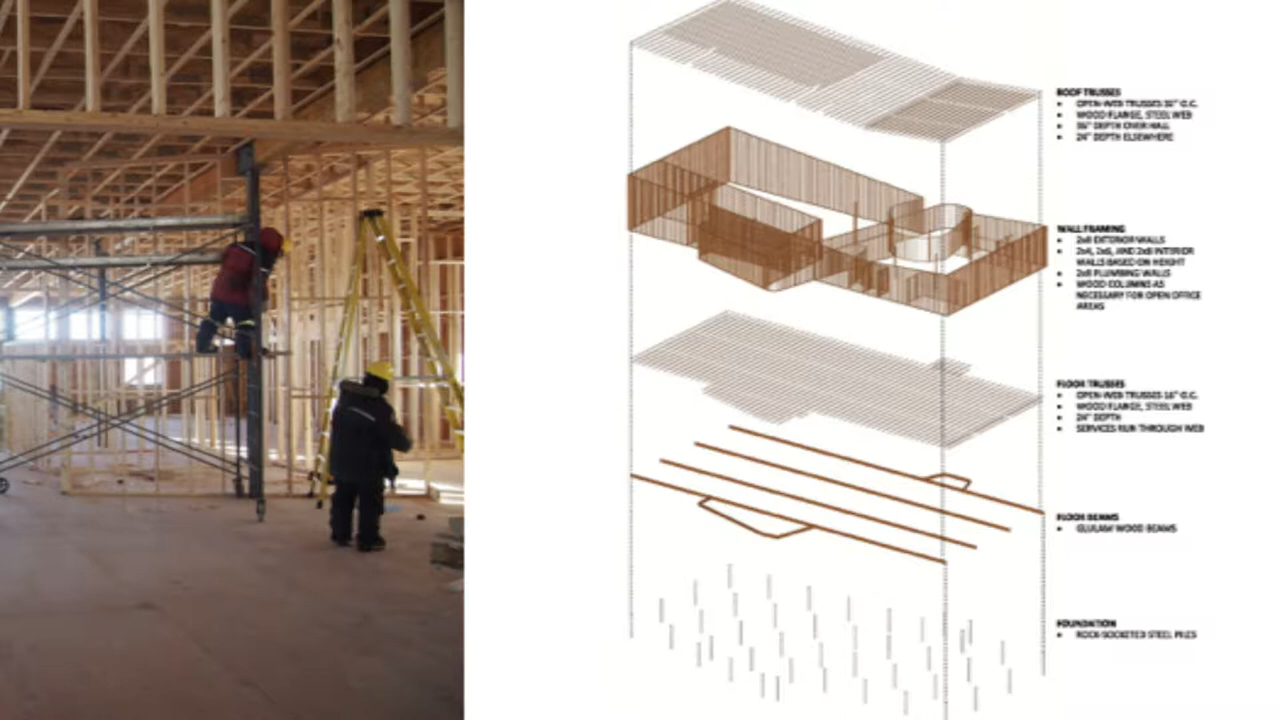 ROOF TRUSSES
• OPEN-WEB TRUSSES 32" O.C.
• WOOD FLANGE, STEEL WEB
• 36" DEPTH OVER HALL
• 24" DEPTH ELSEWHERE
WALL FRAMING
• 2x8 EXTERIOR WALLS
• 2x4, 2x6, AND 2x8 INTERIOR
WALLS BASED ON HEIGHT
• 2x8 PLUMBING WALLS
• WOOD COLUMNS AS
NECESSARY FOR OPEN OFFICE
AREAS
FLOOR TRUSSES
• OPEN-WEB TRUSSES 16" O.C.
• WOOD FLANGE, STEEL WEB
• 24" DEPTH
• SERVICES RUN THROUGH WEB
FLOOR BEAMS
• GLULAM WOOD BEAMS
FOUNDATION
• ROCK-SOCKETED STEEL PILES